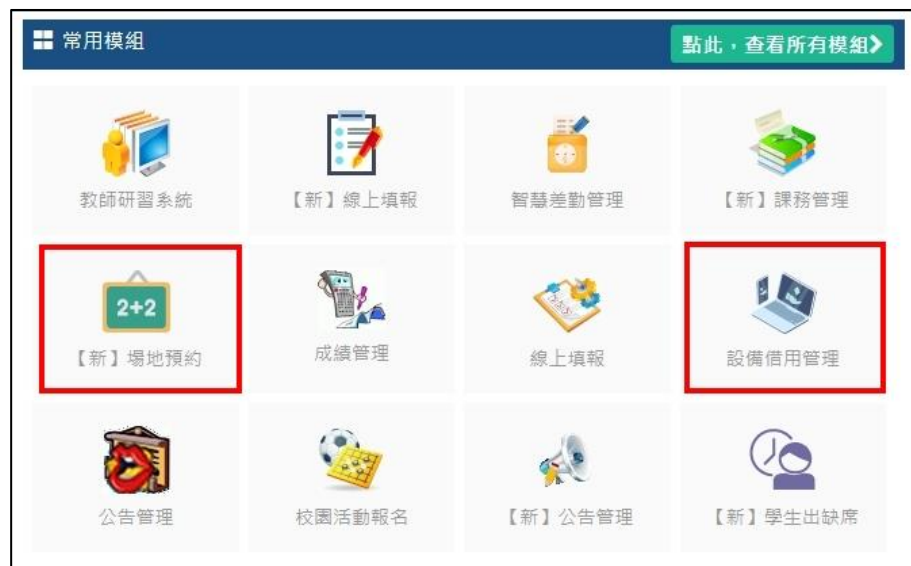 常用模組
點此，查看所有模組
教師研習系統
【新】線上填報
智慧差勤管理
【新】課務管理
2+2
【新】場地預約
成績管理
線上填報
設備借用管理
公告管理
校園活動報名
【新】公告管理
【新】學生出缺席